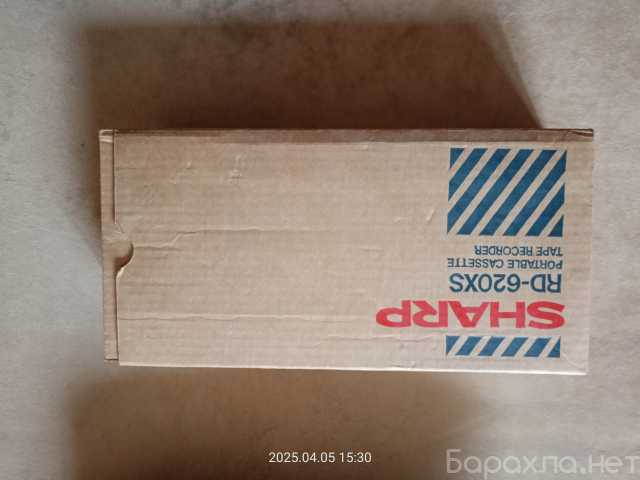 SHARP
RD-620XS
PORTABLE CASSETTE
TAPE RECORDER
2025.04.05 15:30
Барахла.нет